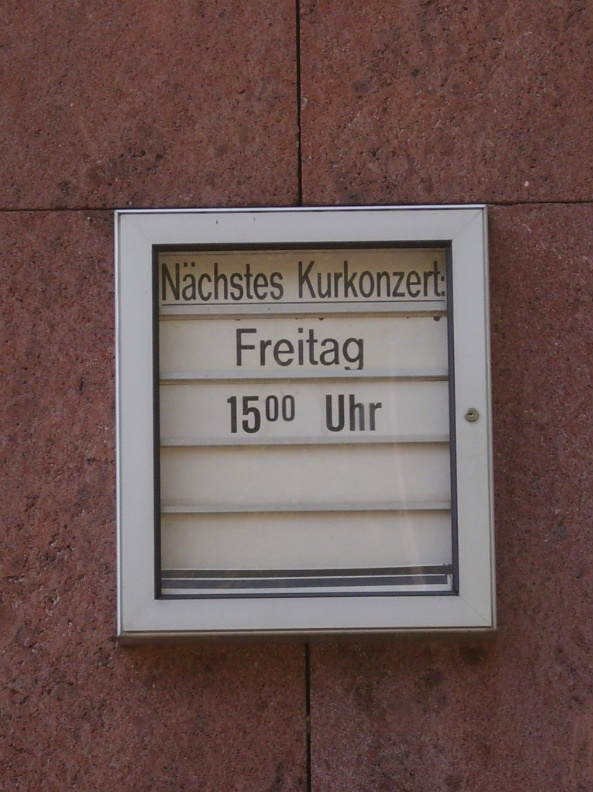 Nächstes Kurkonzert:
Freitag
15⁰⁰ Uhr